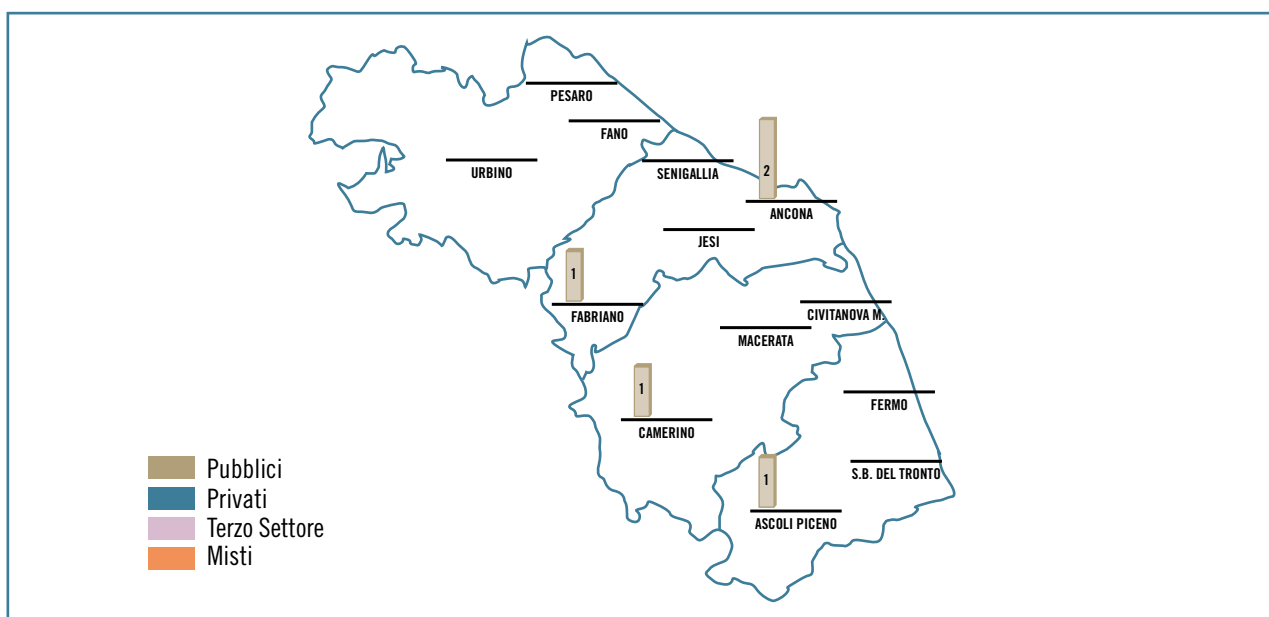 PESARO
FANO
URBINO
SENIGALLIA
2
ANCONA
JESI
1
FABRIANO
CIVITANOVA M.
MACERATA
1
CAMERINO
FERMO
1
S.B. DEL TRONTO
ASCOLI PICENO
Pubblici
Privati
Terzo Settore
Misti